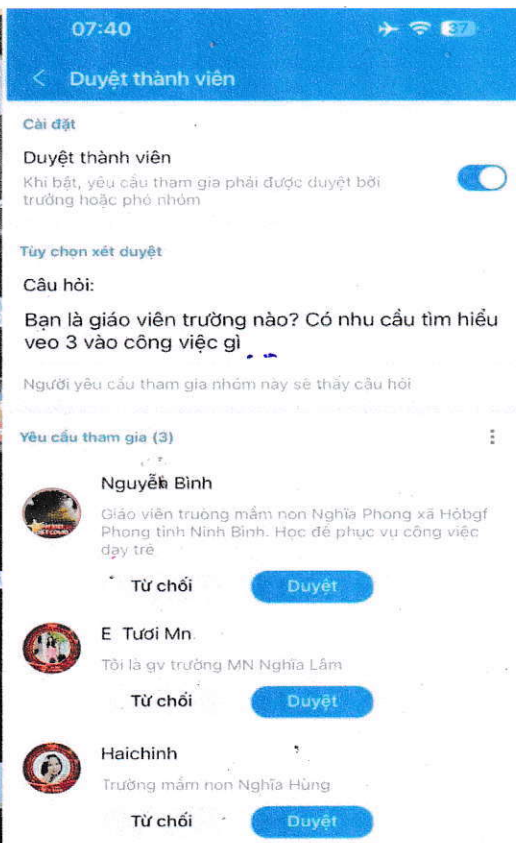 07:40
37
< Duyệt thành viên
Cài đặt
Duyệt thành viên
Khi bật, yêu cầu tham gia phải được duyệt bởi
trưởng hoặc phó nhóm
Tùy chọn xét duyệt
Câu hỏi:
Bạn là giáo viên trường nào? Có nhu cầu tìm hiểu
veo 3 vào công việc gì
Người yêu cầu tham gia nhóm này sẽ thấy câu hỏi
Yêu cầu tham gia (3)
Nguyễn Bình
Giáo viên truòng mầm non Nghĩa Phong xã Hôbgf
Phong tỉnh Ninh Bình. Học để phục vụ công việc
dạy trẻ
Từ chối Duyệt
E Tươi Mn
Tôi là gv trường MN Nghĩa Lâm
Từ chối Duyệt
Haichinh
Trường mầm non Nghĩa Hùng
Từ chối Duyệt